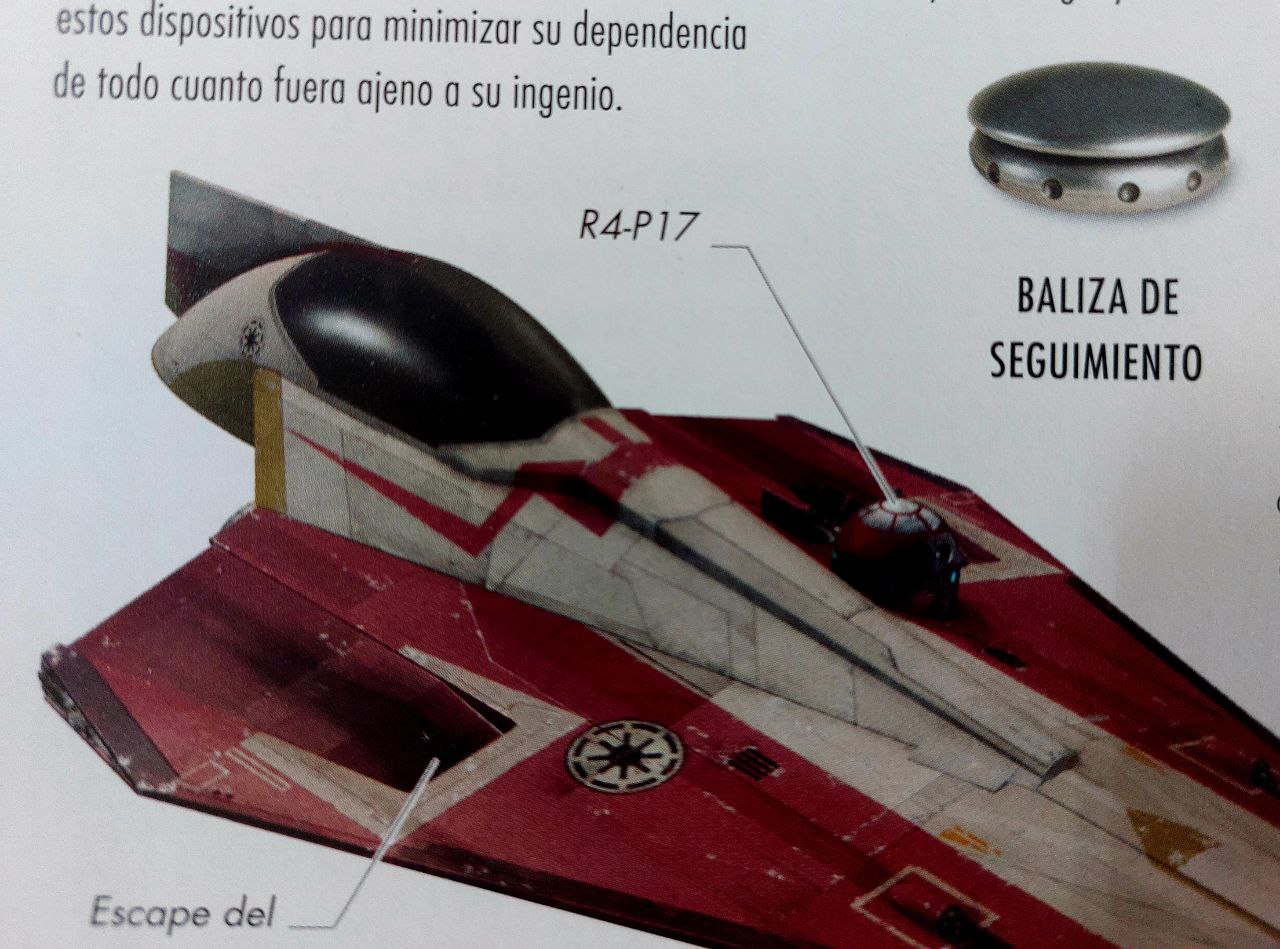 estos dispositivos para minimizar su dependencia
de todo cuanto fuera ajeno a su ingenio.
R4-P17
BALIZA DE
SEGUIMIENTO
Escape del